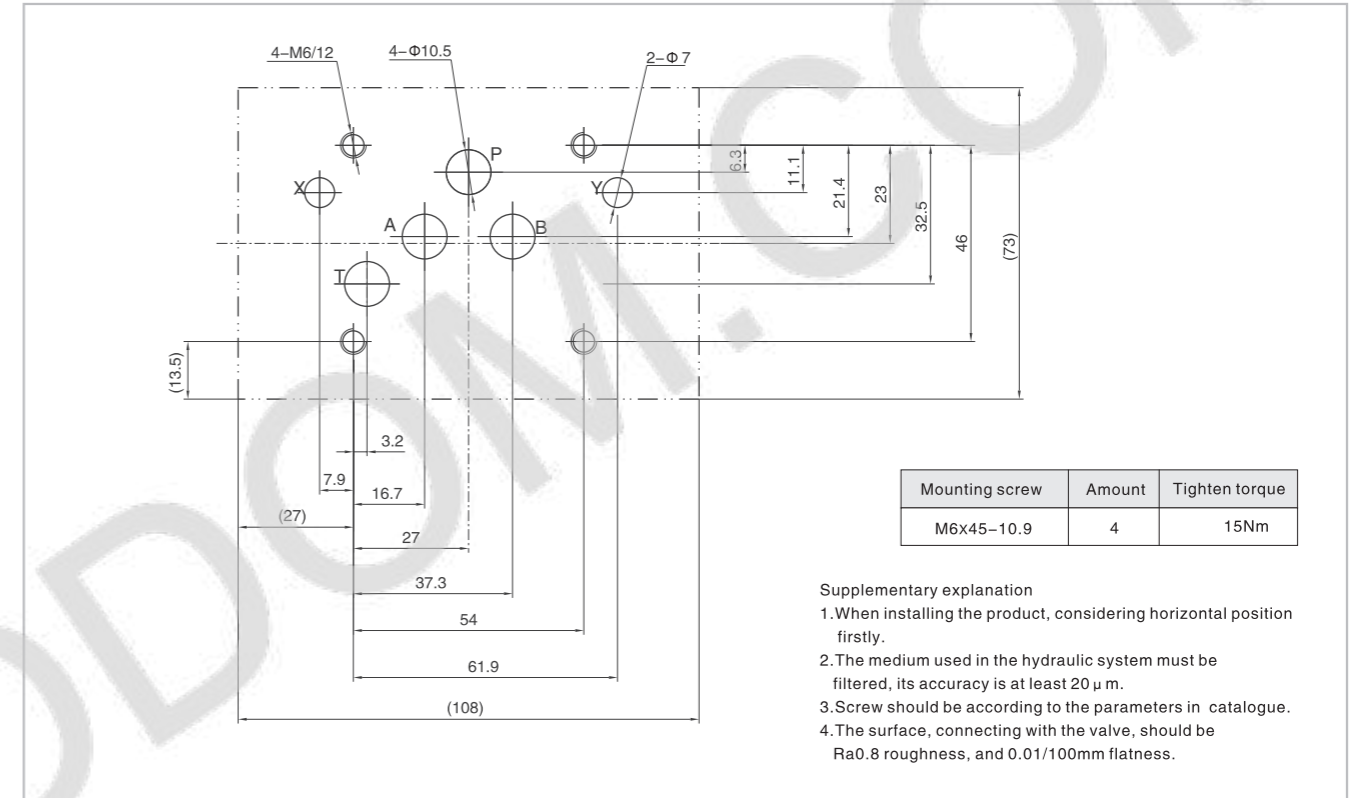 4-M6/12
4-Φ10.5
2-Φ7
P
X
Y
A
B
T
6.3
11.1
21.4
23
32.5
46
(73)
(13.5)
3.2
7.9
16.7
(27)
27
37.3
54
61.9
(108)
Mounting screw Amount Tighten torque
M6X45-10.9 4 15Nm
Supplementary explanation
1.When installing the product, considering horizontal position
firstly.
2.The medium used in the hydraulic system must be
filtered, its accuracy is at least 20μm.
3.Screw should be according to the parameters in catalogue.
4.The surface, connecting with the valve, should be
Ra0.8 roughness, and 0.01/100mm flatness.